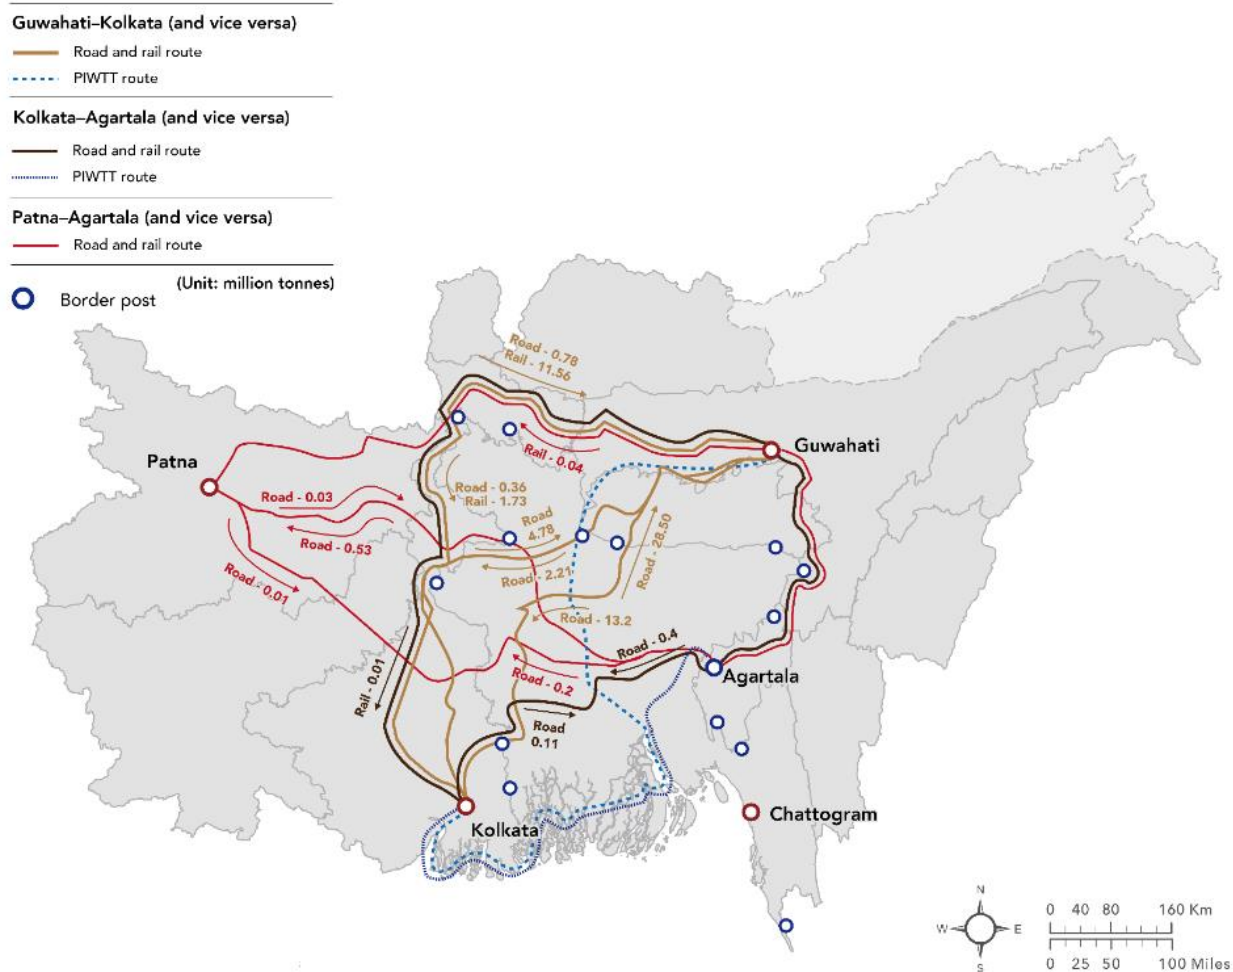 Guwahati–Kolkata (and vice versa)
Road and rail route
PIWTT route
Kolkata–Agartala (and vice versa)
Road and rail route
PIWTT route
Patna–Agartala (and vice versa)
Road and rail route
(Unit: million tonnes)
Border post
Road - 0.78
Rail - 11.56
Guwahati
Rail - 0.04
Patna
Road - 0.03
Road - 0.36
Rail - 1.73
Road
4.78
Road - 0.53
Road - 28.50
Road - 2.21
Road - 0.01
Road - 13.2
Road - 0.4
Agartala
Rail - 0.01
Road - 0.2
Road
0.11
Kolkata
Chattogram
N
W
E
S
0 40 80 160 Km
0 25 50 100 Miles